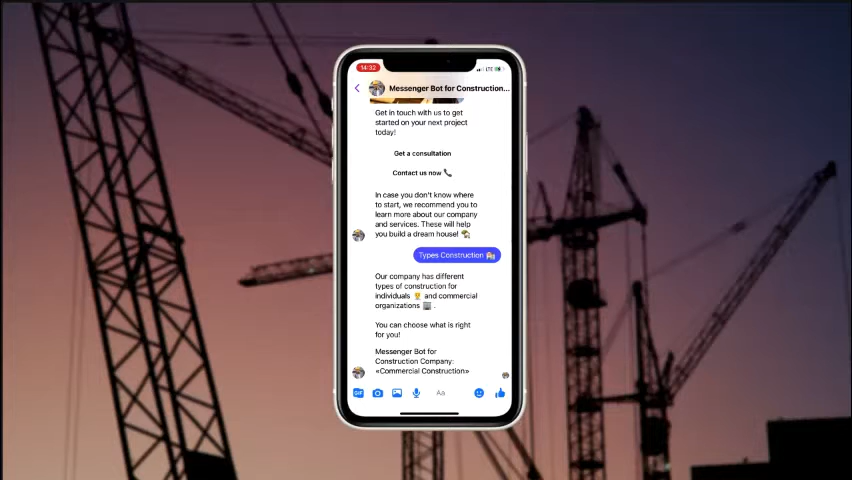 14:32
LTE
Messenger Bot for Construction...
Get in touch with us to get
started on your next project
today!
Get a consultation
Contact us now 📞
In case you don't know where
to start, we recommend you to
learn more about our company
and services. These will help
you build a dream house! 🏡
Types Construction 🏘️
Our company has different
types of construction for
individuals 👷 and commercial
organizations 🏢 .
You can choose what is right
for you!
Messenger Bot for
Construction Company:
«Commercial Construction»
GIF
Aa